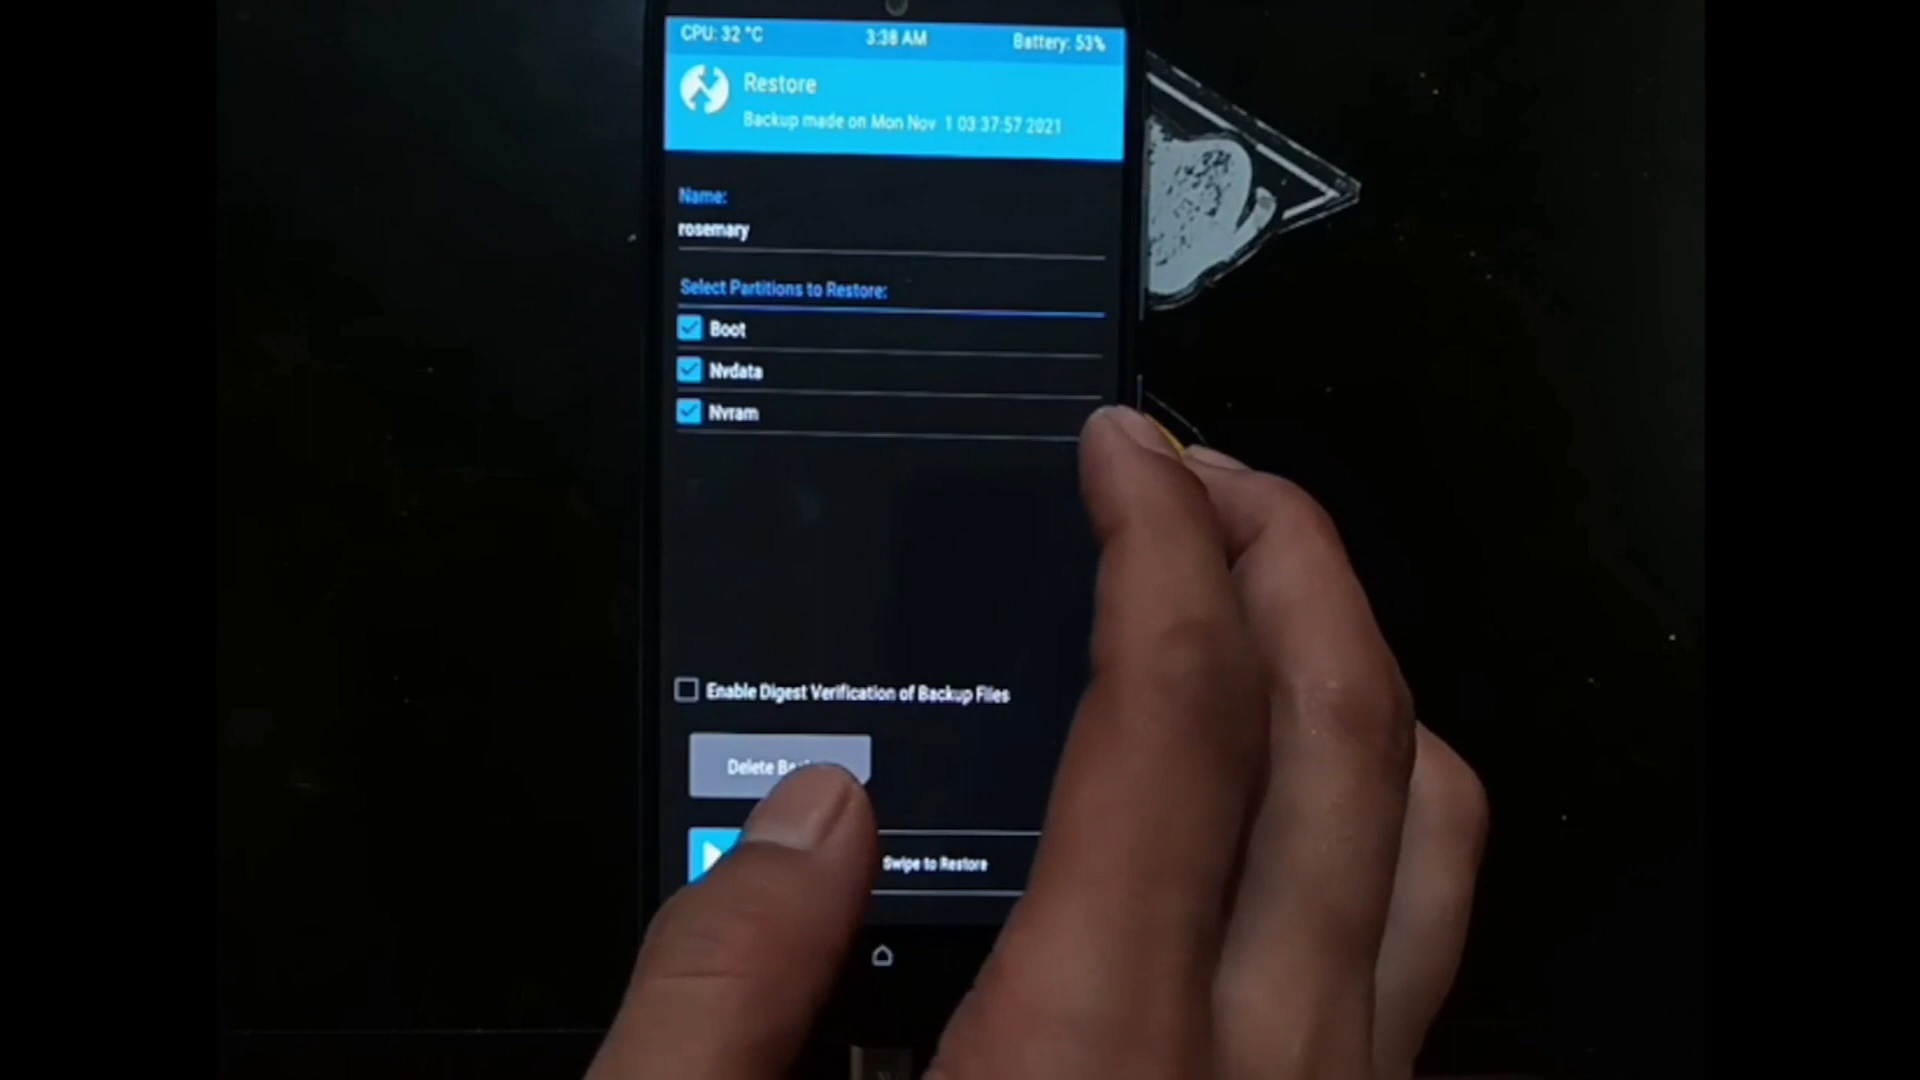 CPU: 32 °C 3:38 AM Battery: 53%
Restore
Backup made on Mon Nov 1 03:37:57 2021
Name:
rosemary
Select Partitions to Restore:
Boot
Nvdata
Nvram
Enable Digest Verification of Backup Files
Delete
Swipe to Restore